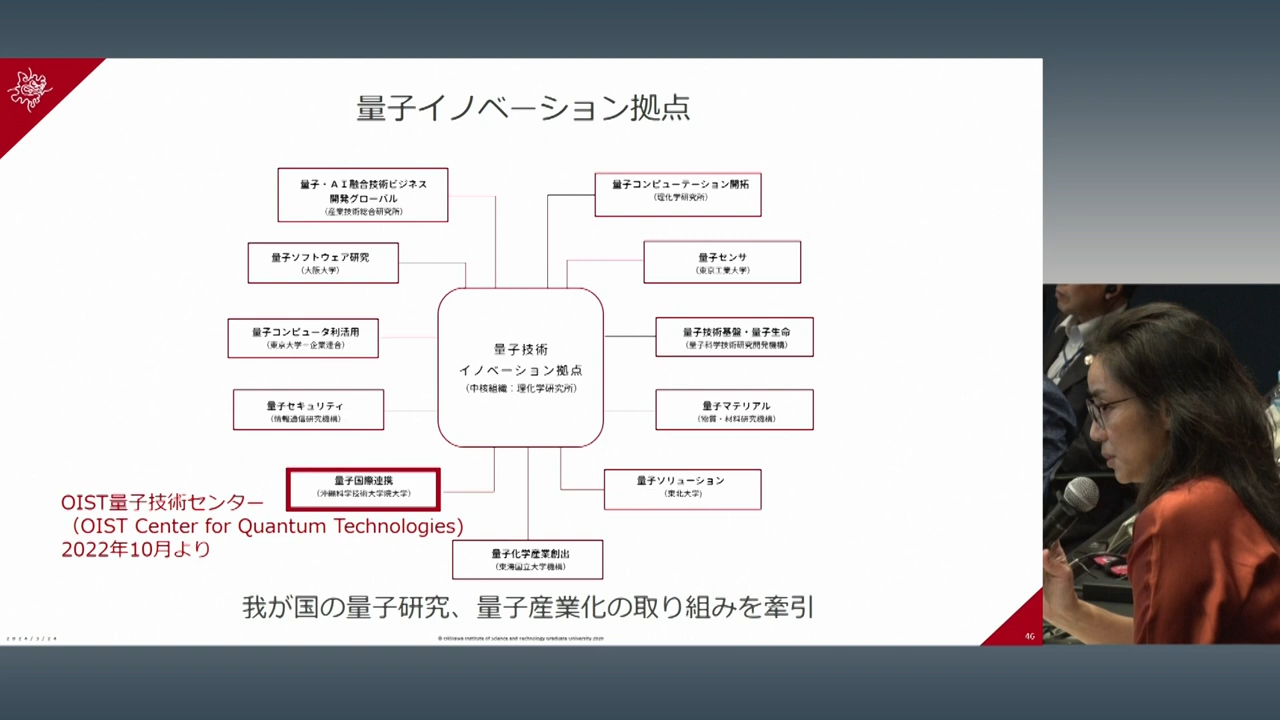 量子イノベーション拠点
量子・AI融合技術ビジネス
開発グローバル
(産業技術総合研究所)
量子コンピューテーション開拓
(理化学研究所)
量子ソフトウェア研究
(大阪大学)
量子センサ
(東京工業大学)
量子コンピュータ利活用
(東京大学－企業連合)
量子技術
イノベーション拠点
(中核組織：理化学研究所)
量子技術基盤・量子生命
(量子科学技術研究開発機構)
量子セキュリティ
(情報通信研究機構)
量子マテリアル
(物質・材料研究機構)
量子国際連携
(沖縄科学技術大学院大学)
量子ソリューション
(東北大学)
OIST量子技術センター
（OIST Center for Quantum Technologies)
2022年10月より
量子化学産業創出
(東海国立大学機構)
我が国の量子研究、量子産業化の取り組みを牽引
46